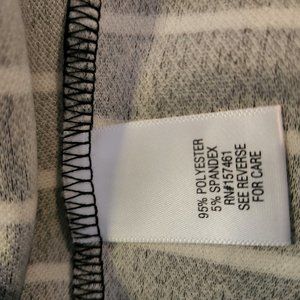 95% POLYESTER
5% SPANDEX
RN#157461
SEE REVERSE
FOR CARE